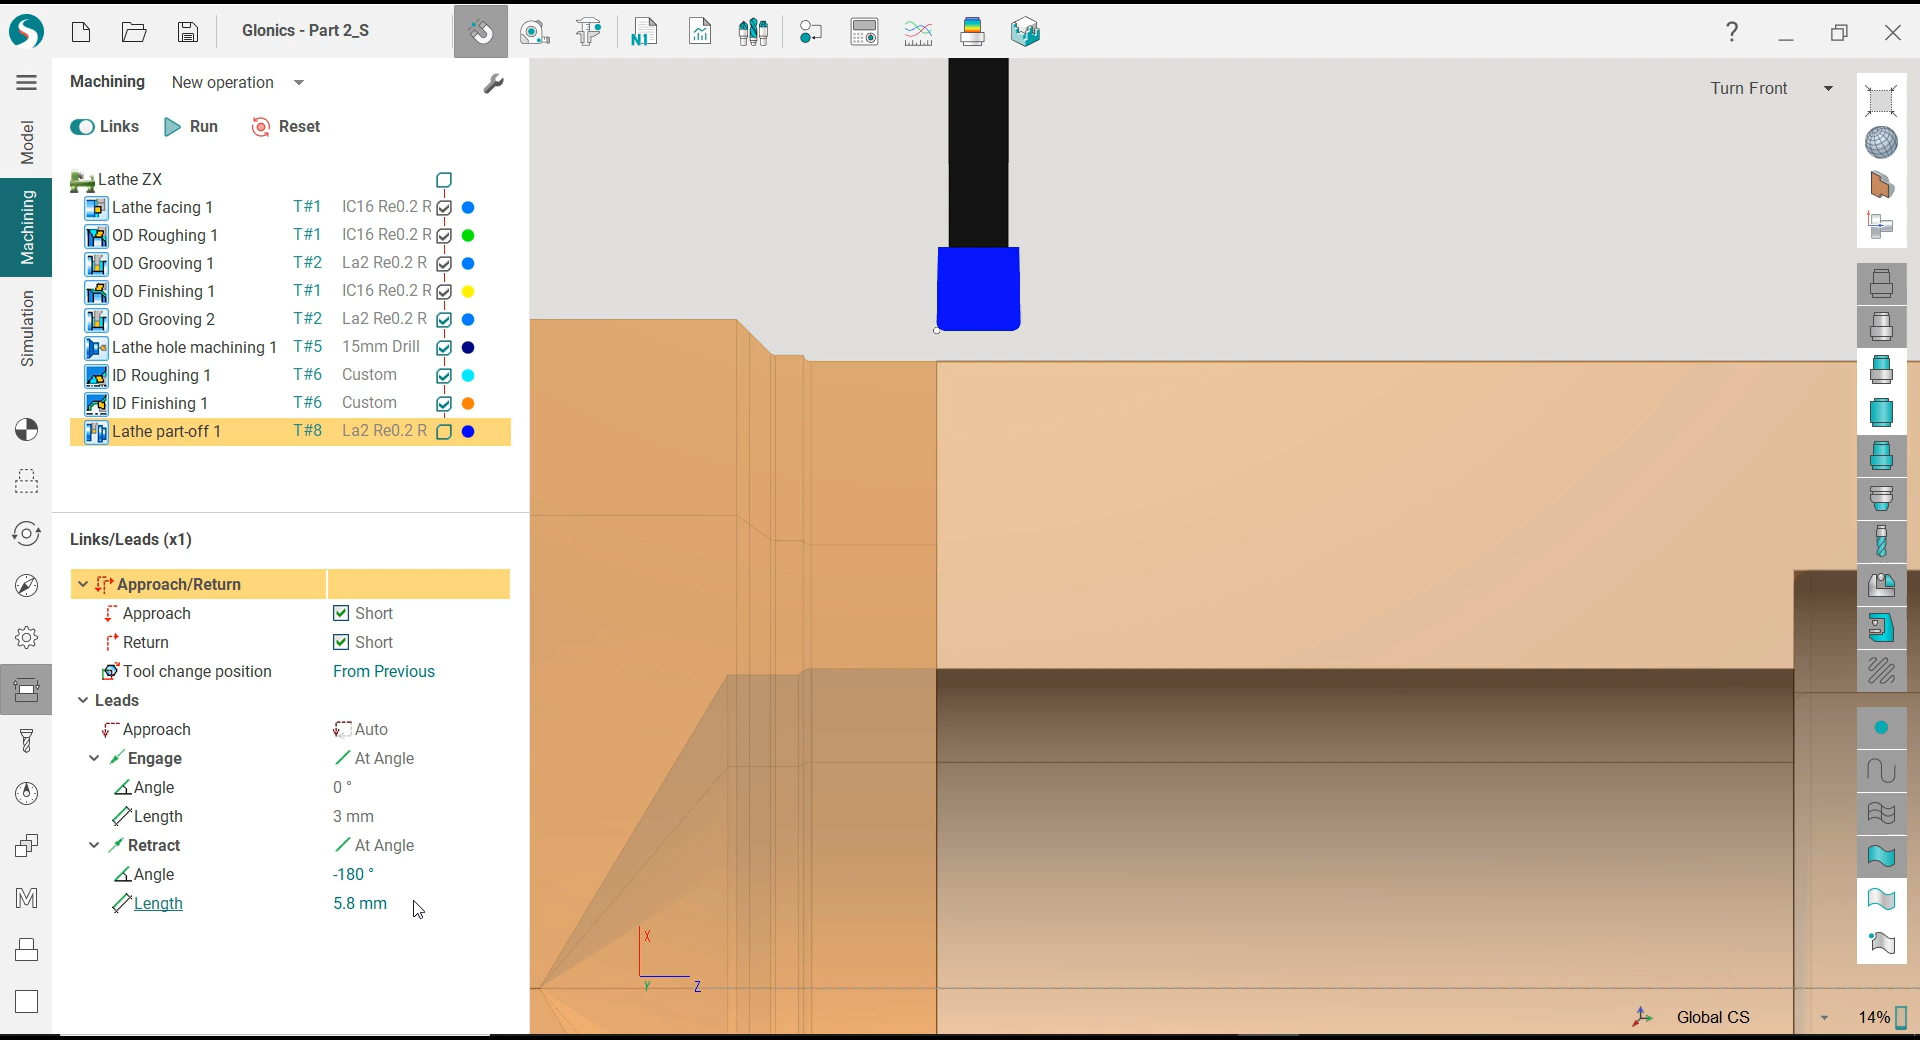 Glonics - Part 2_S
N1
?
Machining New operation
Turn Front
Links Run Reset
Model
Machining
Simulation
Lathe ZX
Lathe facing 1 T#1 IC16 Re0.2 R
OD Roughing 1 T#1 IC16 Re0.2 R
OD Grooving 1 T#2 La2 Re0.2 R
OD Finishing 1 T#1 IC16 Re0.2 R
OD Grooving 2 T#2 La2 Re0.2 R
Lathe hole machining 1 T#5 15mm Drill
ID Roughing 1 T#6 Custom
ID Finishing 1 T#6 Custom
Lathe part-off 1 T#8 La2 Re0.2 R
Links/Leads (x1)
Approach/Return
Approach Short
Return Short
Tool change position From Previous
Leads
Approach Auto
Engage At Angle
Angle 0 °
Length 3 mm
Retract At Angle
Angle -180 °
Length 5.8 mm
X
Y Z
Global CS 14%